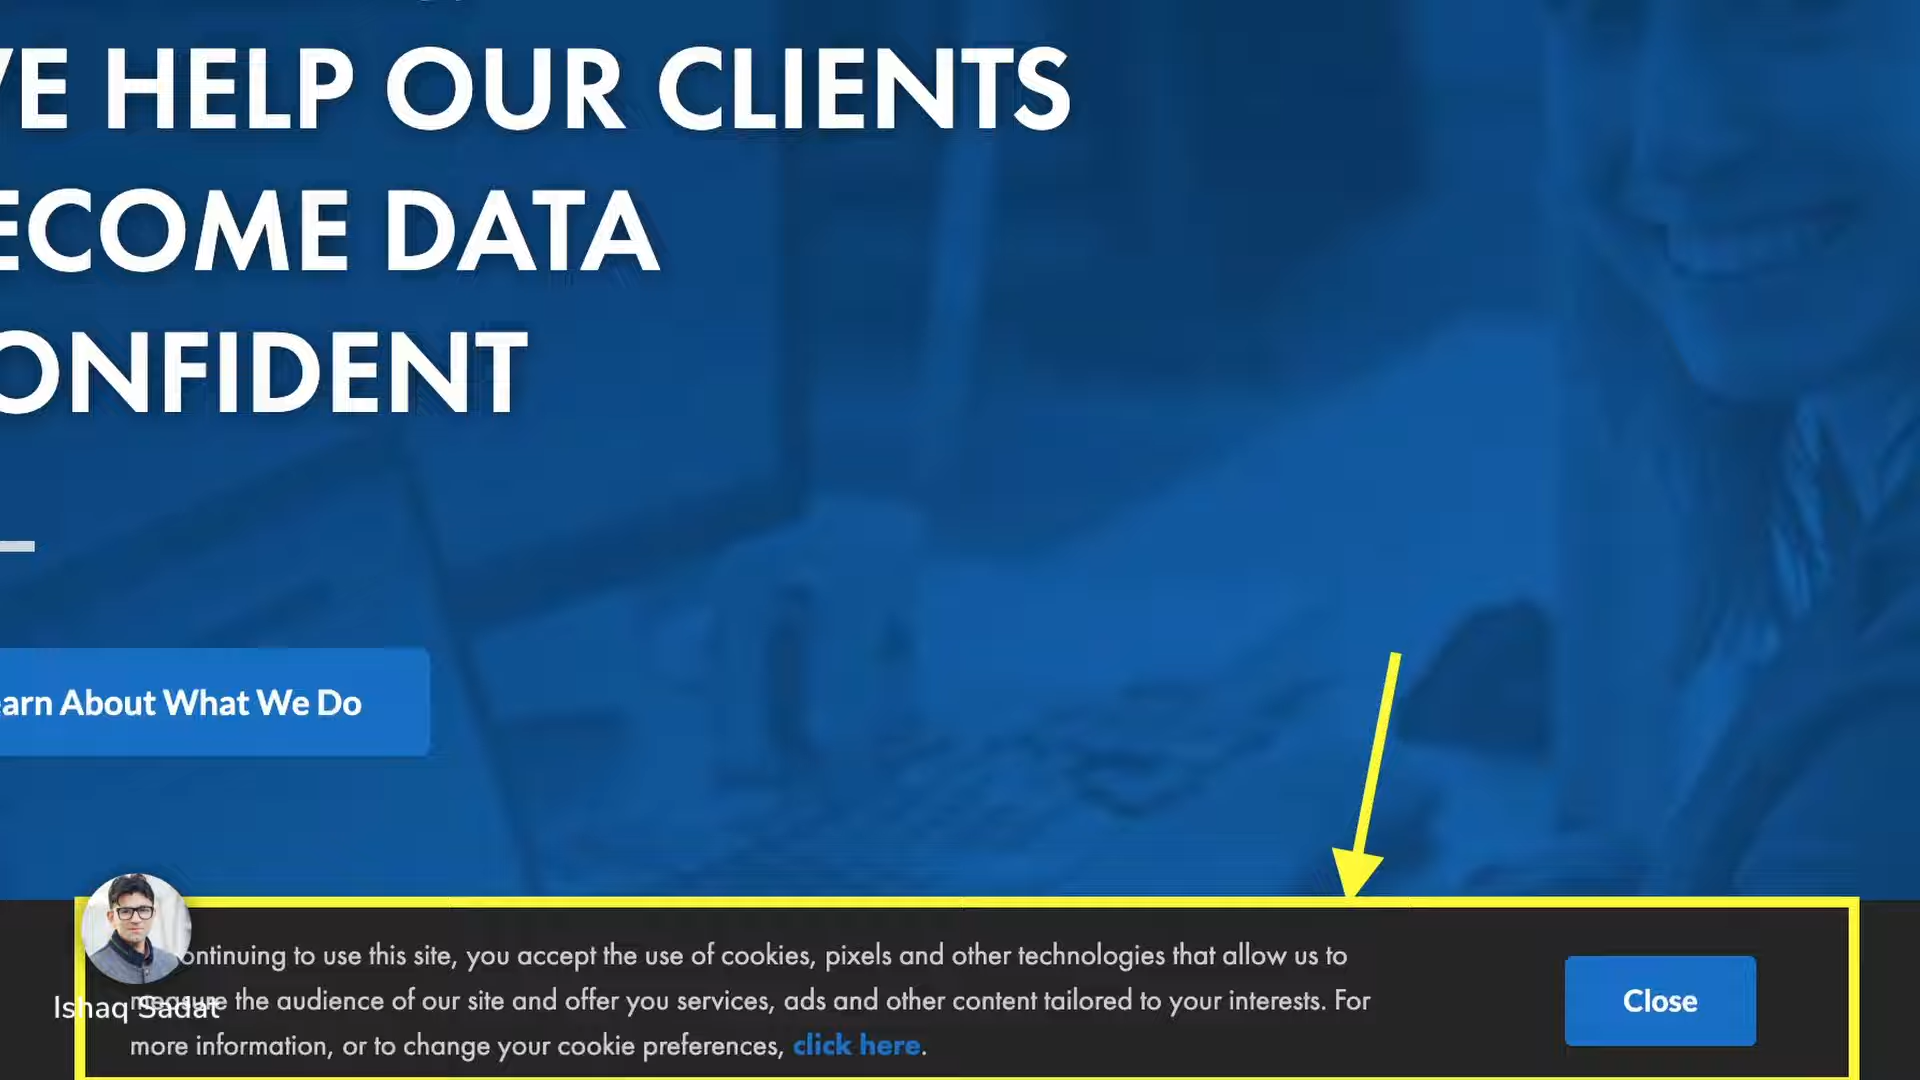 WE HELP OUR CLIENTS
ECOME DATA
ONFIDENT
earn About What We Do
ontinuing to use this site, you accept the use of cookies, pixels and other technologies that allow us to
measure the audience of our site and offer you services, ads and other content tailored to your interests. For
more information, or to change your cookie preferences, click here.
Close
Ishaq Sadat